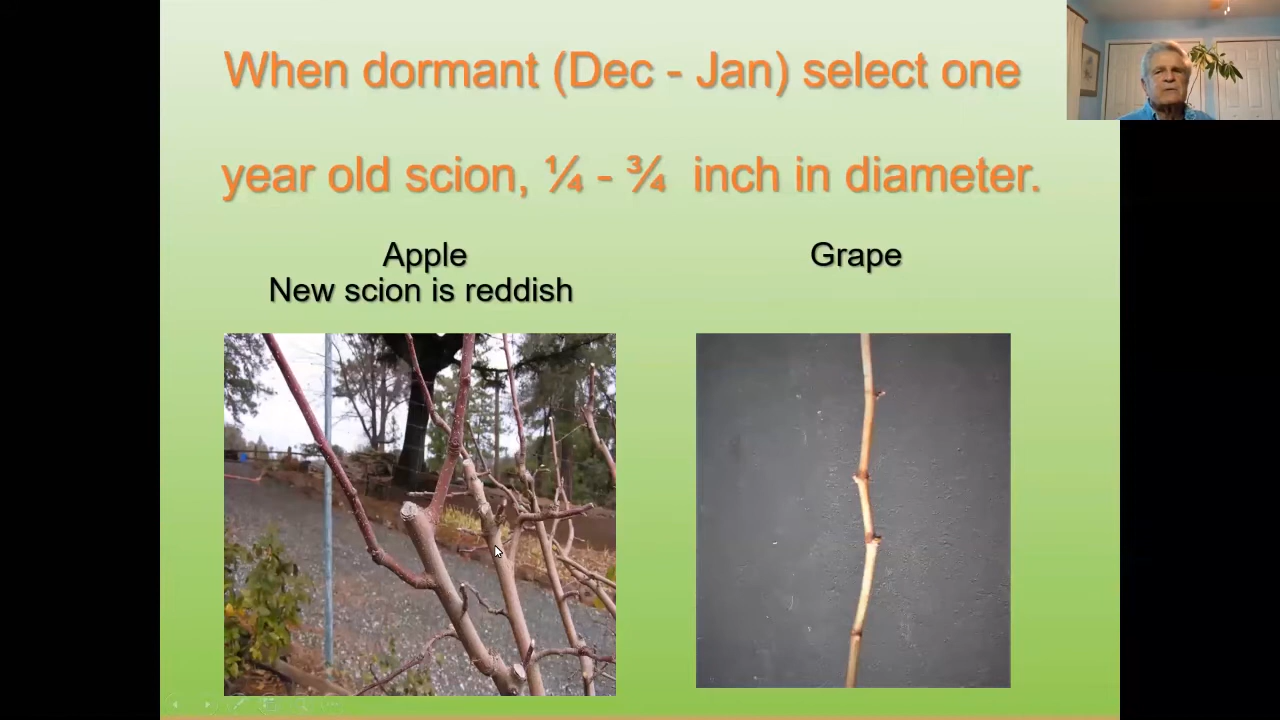 When dormant (Dec - Jan) select one
year old scion, ¼ - ¾ inch in diameter.
Apple
New scion is reddish
Grape